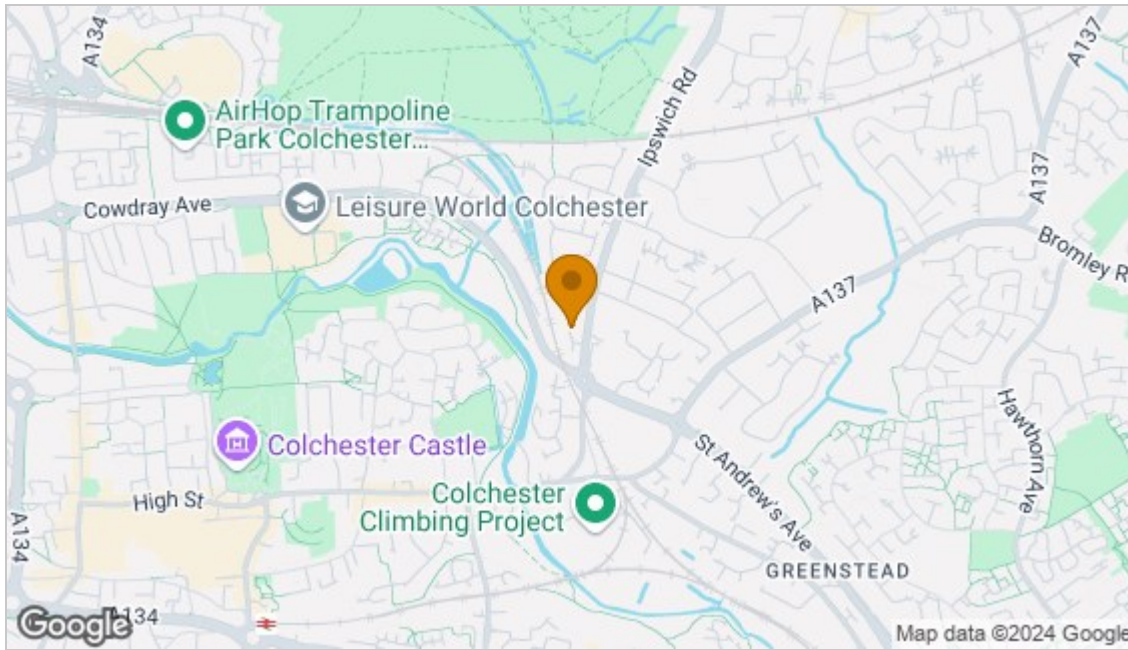 A134
A137
Ipswich Rd
AirHop Trampoline
Park Colchester...
A137
Cowdray Ave
Leisure World Colchester
Bromley R
A137
Hawthorn Ave
Colchester Castle
St Andrew's Ave
Colchester
Climbing Project
High St
A134
GREENSTEAD
A134
Google
Map data ©2024 Google